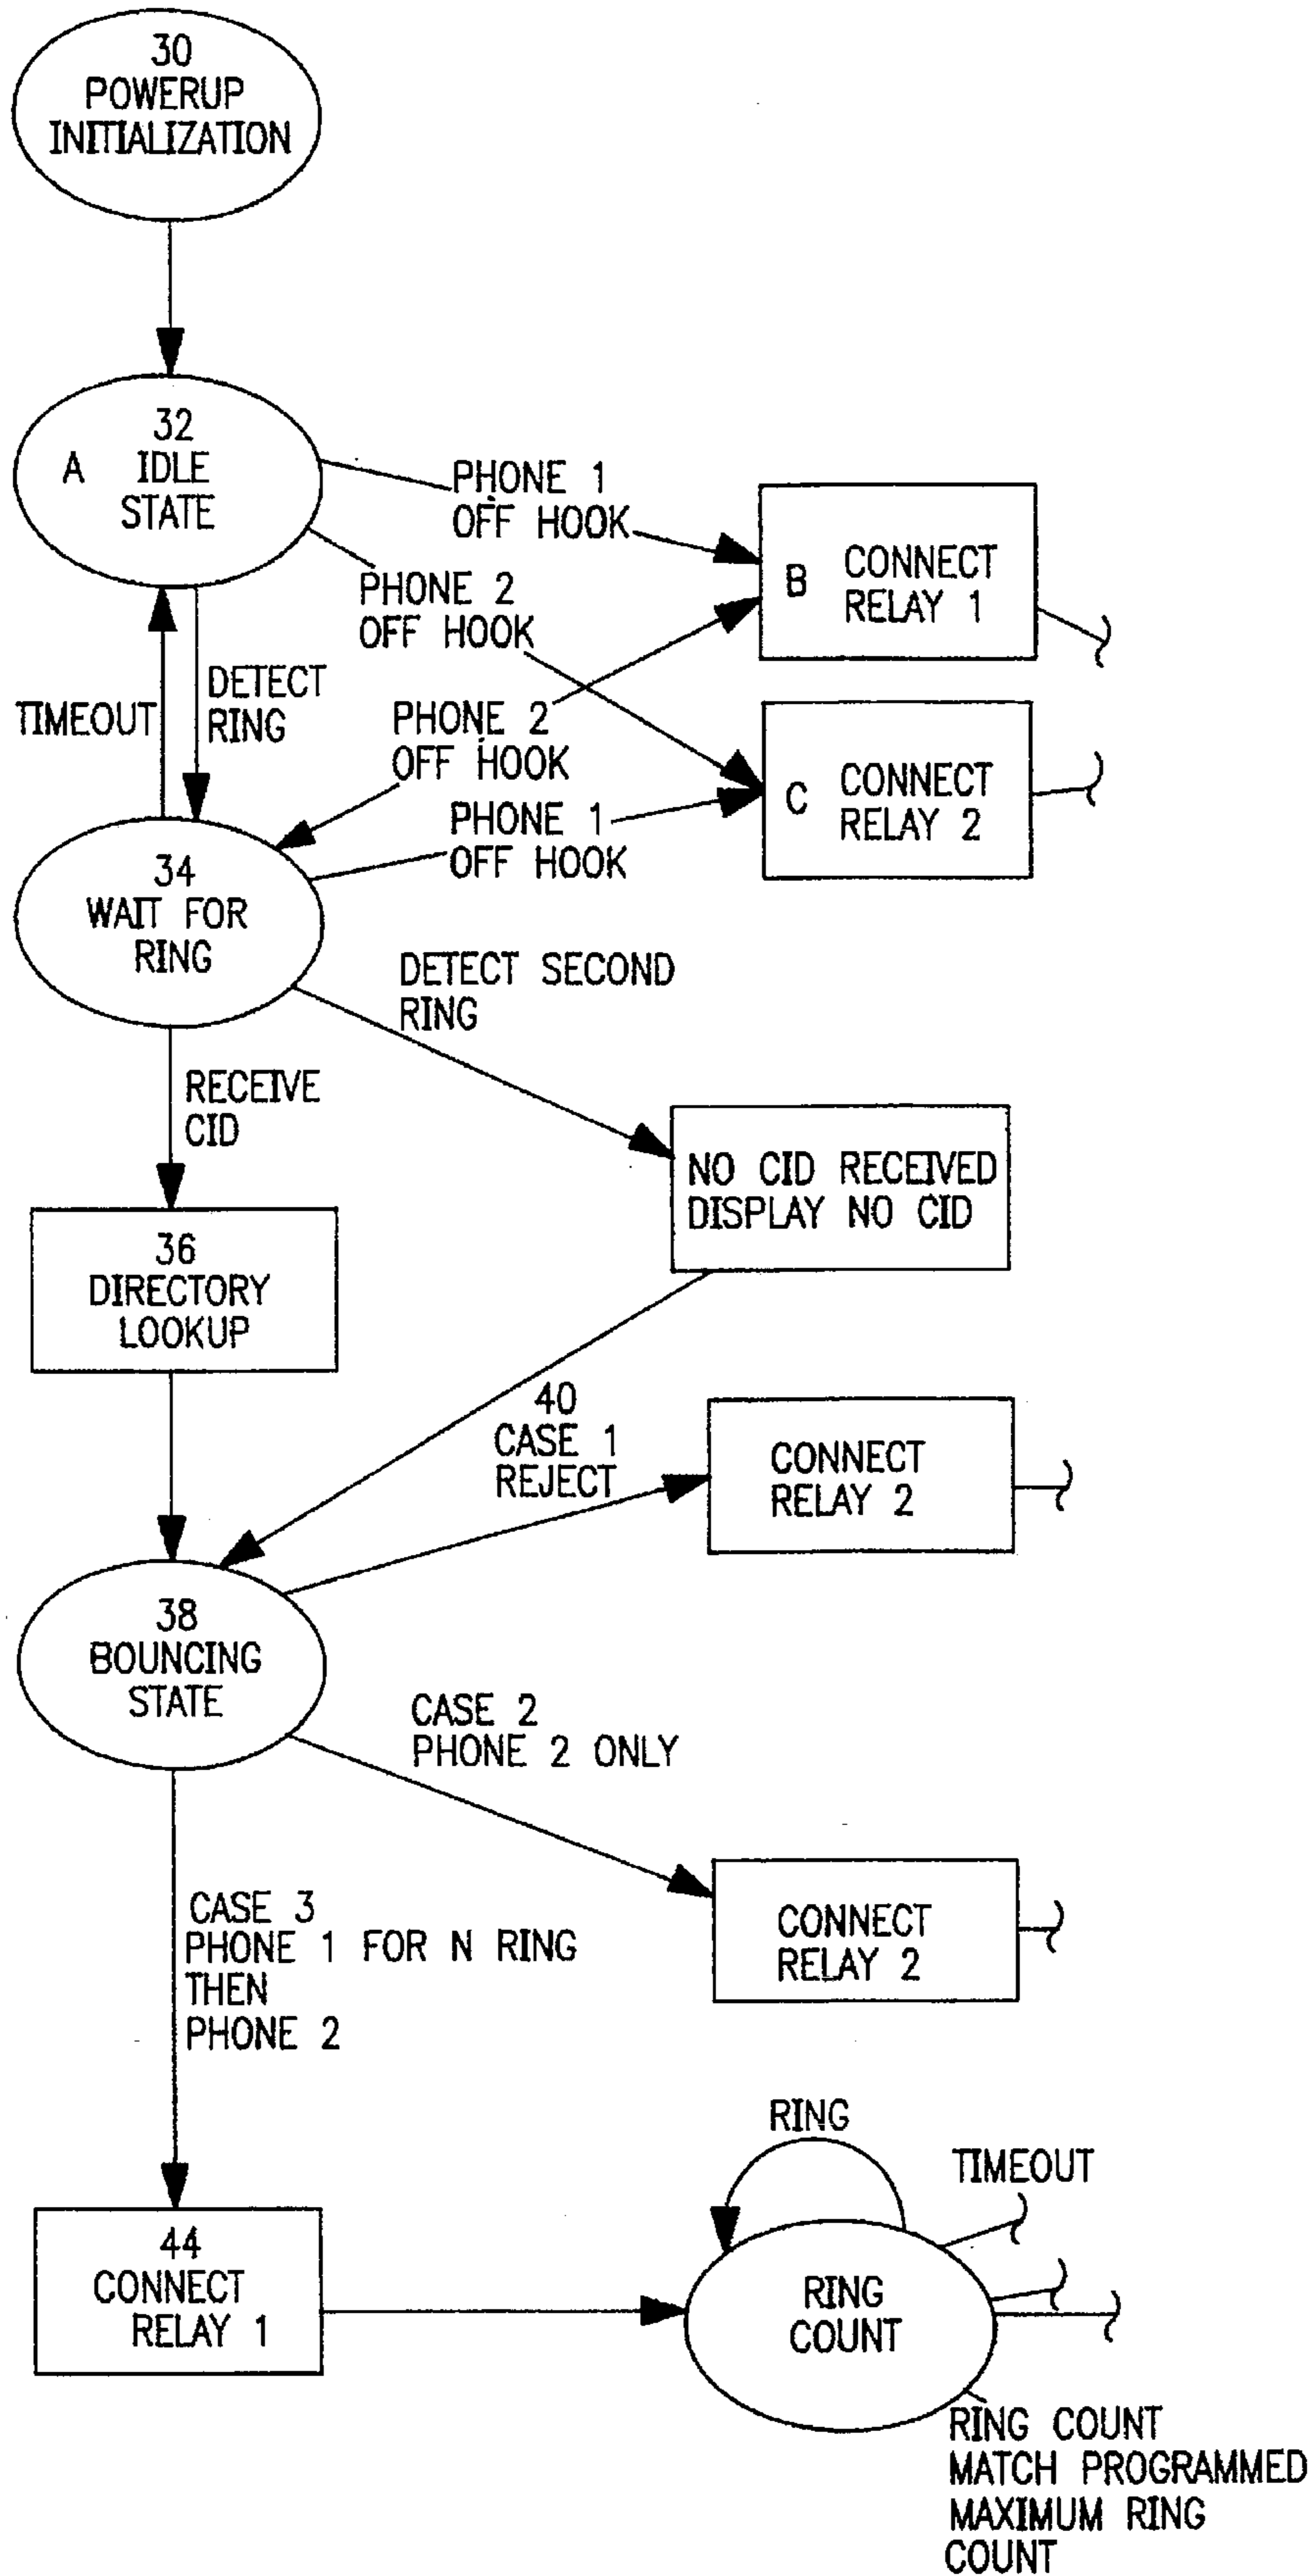 30
POWERUP
INITIALIZATION
32
A IDLE
STATE
PHONE 1
OFF HOOK
PHONE 2
OFF HOOK
B CONNECT
RELAY 1
TIMEOUT
DETECT
RING
PHONE 2
OFF HOOK
C CONNECT
RELAY 2
PHONE 1
OFF HOOK
34
WAIT FOR
RING
DETECT SECOND
RING
RECEIVE
CID
NO CID RECEIVED
DISPLAY NO CID
36
DIRECTORY
LOOKUP
40
CASE 1
REJECT
CONNECT
RELAY 2
38
BOUNCING
STATE
CASE 2
PHONE 2 ONLY
CONNECT
RELAY 2
CASE 3
PHONE 1 FOR N RING
THEN
PHONE 2
RING
TIMEOUT
44
CONNECT
RELAY 1
RING
COUNT
RING COUNT
MATCH PROGRAMMED
MAXIMUM RING
COUNT